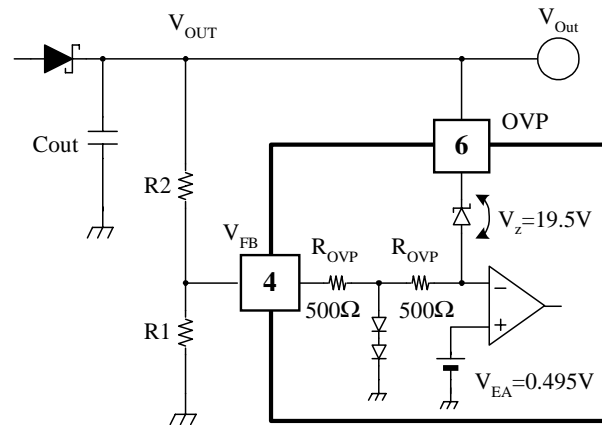 V_OUT
V_Out
OVP
6
Cout
R2
V_z=19.5V
V_FB
R_OVP
R_OVP
4
500Ω
500Ω
−
+
R1
V_EA=0.495V